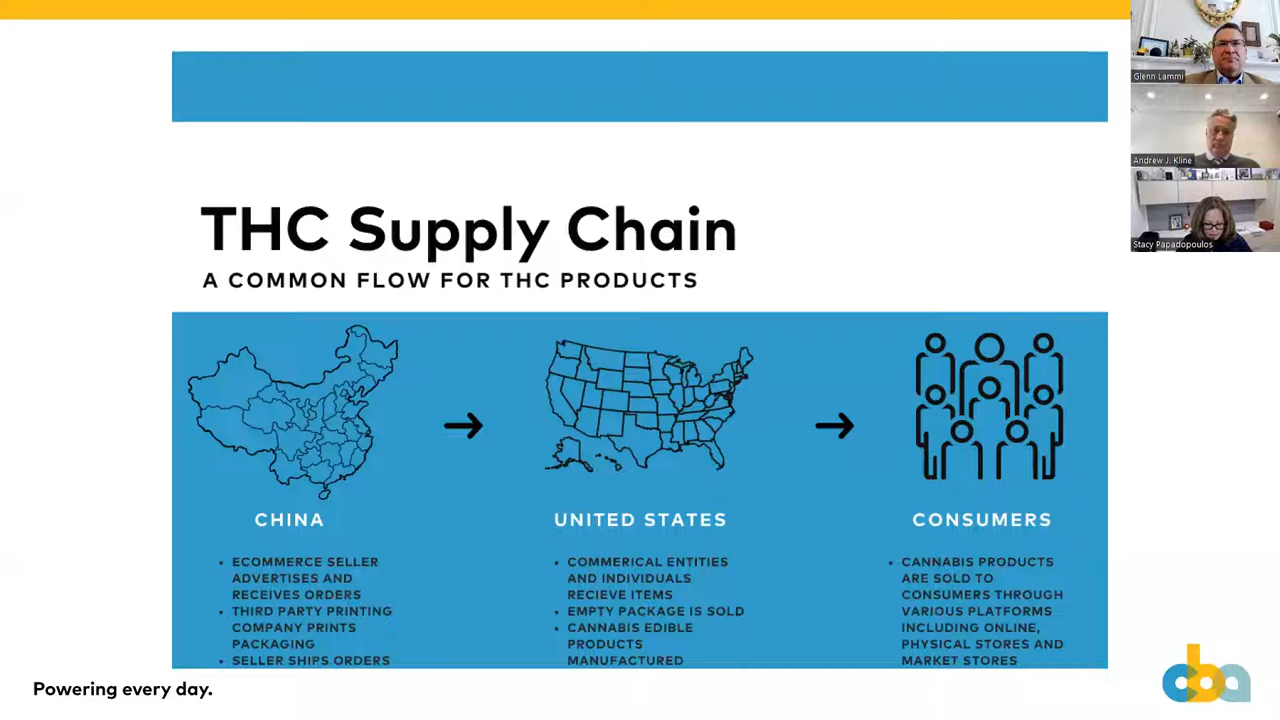 THC Supply Chain
A COMMON FLOW FOR THC PRODUCTS
CHINA
• ECOMMERCE SELLER
ADVERTISES AND
RECEIVES ORDERS
• THIRD PARTY PRINTING
COMPANY PRINTS
PACKAGING
• SELLER SHIPS ORDERS
UNITED STATES
• COMMERICAL ENTITIES
AND INDIVIDUALS
RECIEVE ITEMS
• EMPTY PACKAGE IS SOLD
• CANNABIS EDIBLE
PRODUCTS
MANUFACTURED
CONSUMERS
• CANNABIS PRODUCTS
ARE SOLD TO
CONSUMERS THROUGH
VARIOUS PLATFORMS
INCLUDING ONLINE,
PHYSICAL STORES AND
MARKET STORES
Powering every day.
cba
Glenn Lammi
Andrew J. Kline
Stacy Papadopoulos